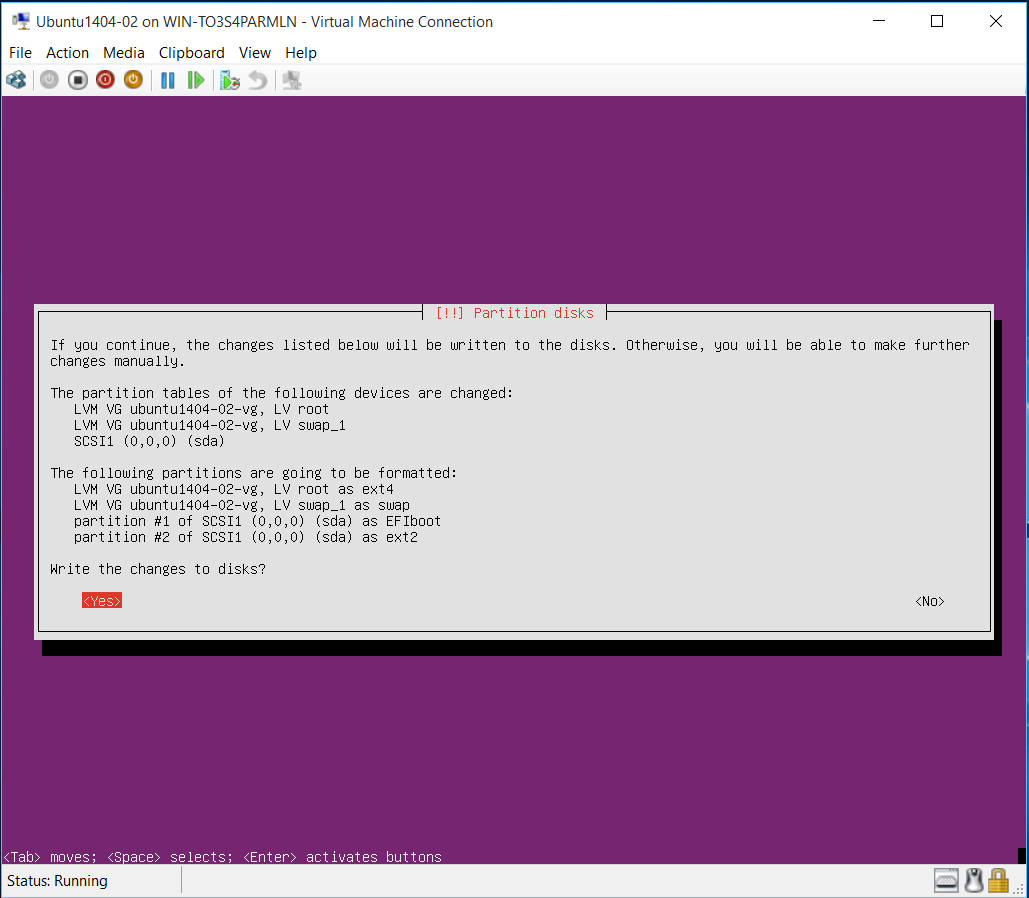 Ubuntu1404-02 on WIN-TO3S4PARMLN - Virtual Machine Connection
File Action Media Clipboard View Help
[!!] Partition disks
If you continue, the changes listed below will be written to the disks. Otherwise, you will be able to make further
changes manually.
The partition tables of the following devices are changed:
LVM VG ubuntu1404-02-vg, LV root
LVM VG ubuntu1404-02-vg, LV swap_1
SCSI1 (0,0,0) (sda)
The following partitions are going to be formatted:
LVM VG ubuntu1404-02-vg, LV root as ext4
LVM VG ubuntu1404-02-vg, LV swap_1 as swap
partition #1 of SCSI1 (0,0,0) (sda) as EFIboot
partition #2 of SCSI1 (0,0,0) (sda) as ext2
Write the changes to disks?
<Yes> <No>
<Tab> moves; <Space> selects; <Enter> activates buttons
Status: Running